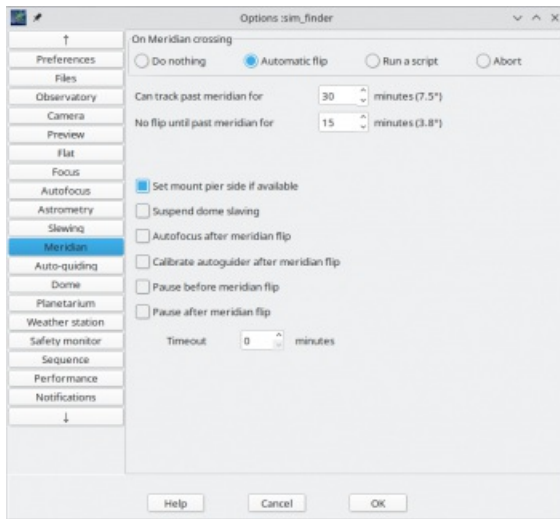 Options :sim_finder
↑
Preferences
Files
Observatory
Camera
Preview
Flat
Focus
Autofocus
Astrometry
Slewing
Meridian
Auto-guiding
Dome
Planetarium
Weather station
Safety monitor
Sequence
Performance
Notifications
↓
On Meridian crossing
Do nothing Automatic flip Run a script Abort
Can track past meridian for 30 minutes (7.5°)
No flip until past meridian for 15 minutes (3.8°)
Set mount pier side if available
Suspend dome slaving
Autofocus after meridian flip
Calibrate autoguider after meridian flip
Pause before meridian flip
Pause after meridian flip
Timeout 0 minutes
Help Cancel OK